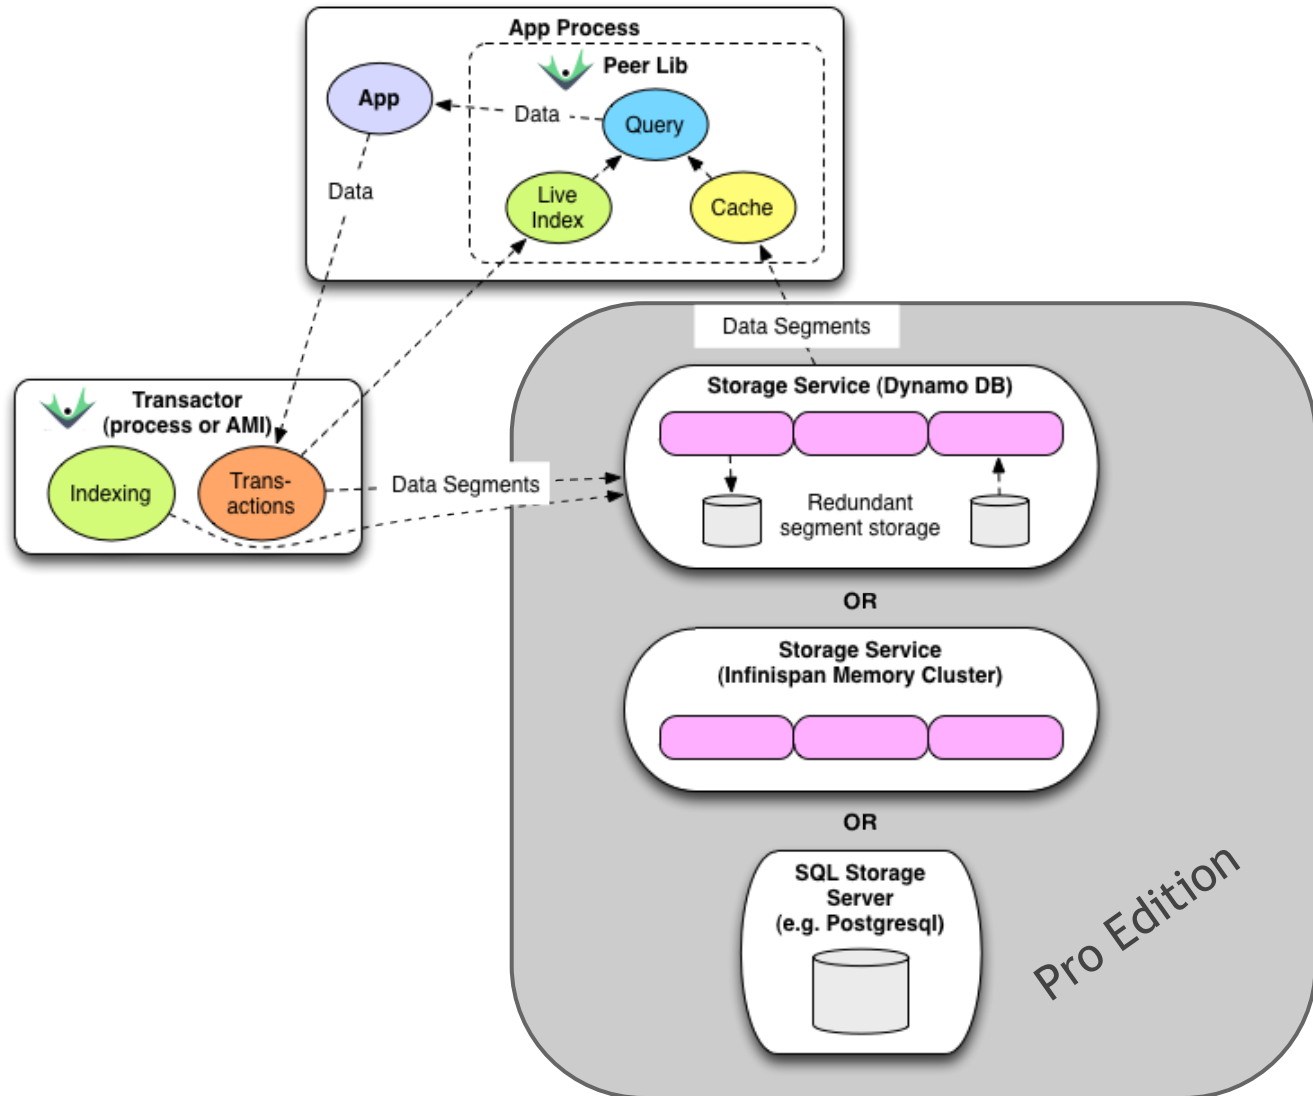 App Process
Peer Lib
App
Data
Query
Data
Live
Index
Cache
Data Segments
Transactor
(process or AMI)
Indexing
Trans-
actions
Data Segments
Storage Service (Dynamo DB)
Redundant
segment storage
OR
Storage Service
(Infinispan Memory Cluster)
OR
SQL Storage
Server
(e.g. Postgresql)
Pro Edition